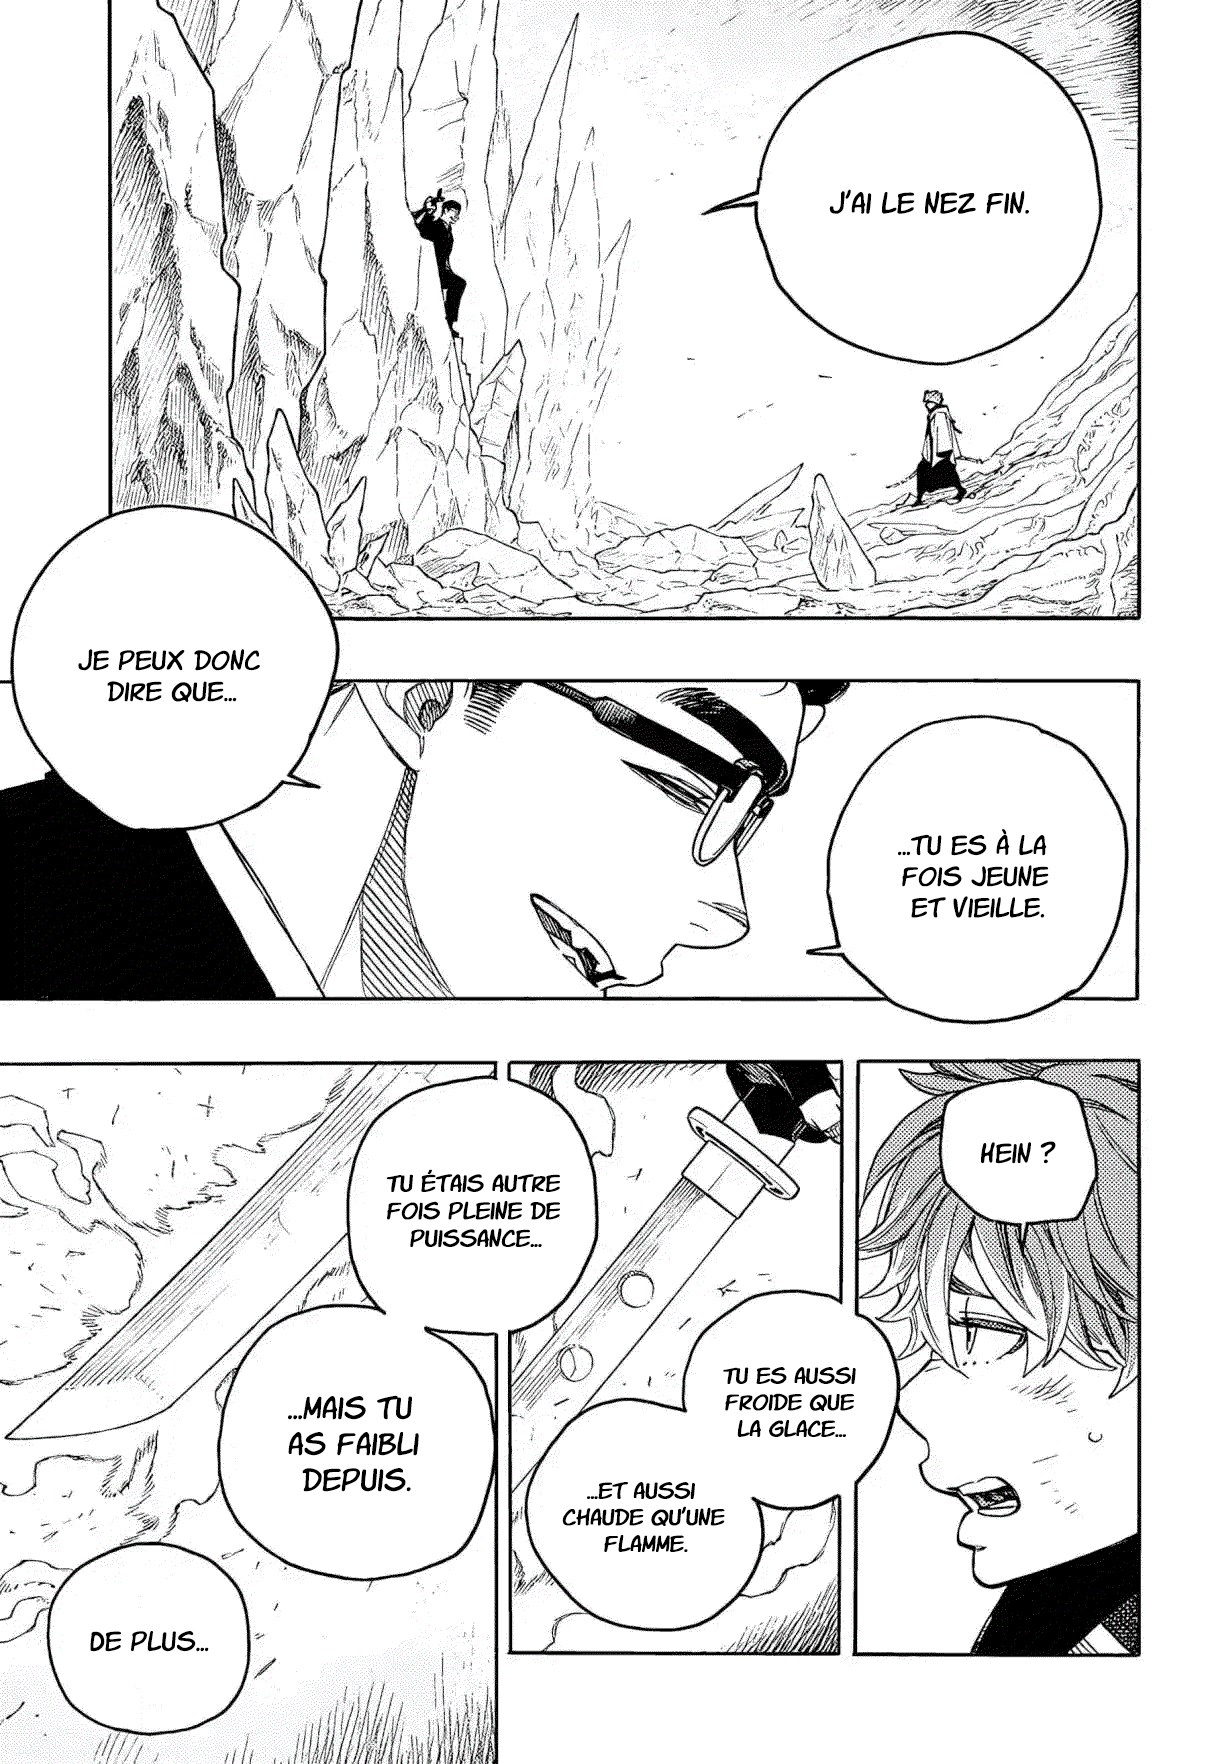 J'AI LE NEZ FIN.
JE PEUX DONC
DIRE QUE...
...TU ES À LA
FOIS JEUNE
ET VIEILLE.
HEIN ?
TU ES AUSSI
FROIDE QUE
LA GLACE...
...ET AUSSI
CHAUDE QU'UNE
FLAMME.
TU ÉTAIS AUTRE
FOIS PLEINE DE
PUISSANCE...
...MAIS TU
AS FAIBLI
DEPUIS.
DE PLUS...